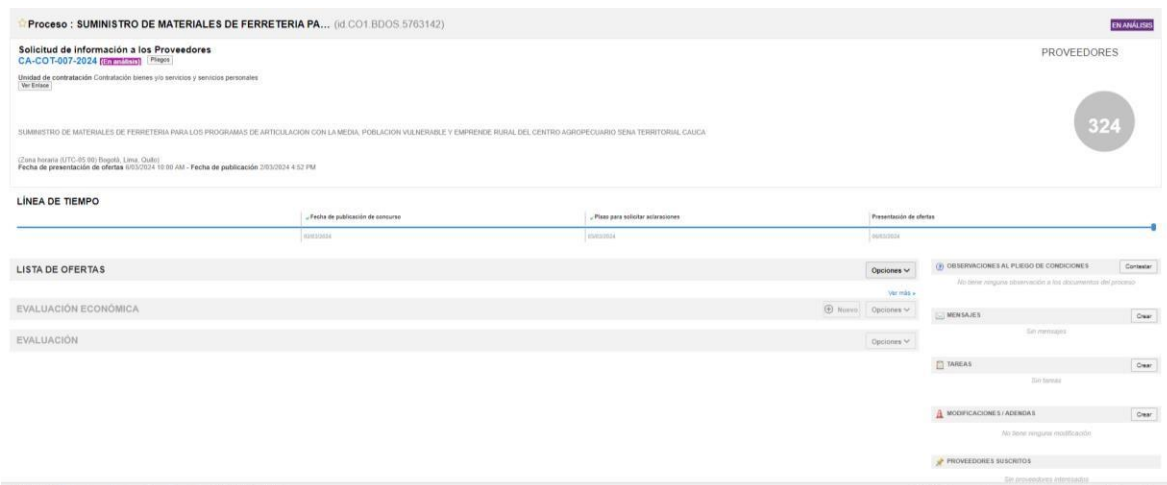 Proceso : SUMINISTRO DE MATERIALES DE FERRETERIA PA... (id.CO1.BDOS.5763142)
EN ANÁLISIS
Solicitud de información a los Proveedores
CA-COT-007-2024 (En análisis) Pliegos
Unidad de contratación Contratación bienes y/o servicios y servicios personales
Ver Enlace
PROVEEDORES
324
SUMINISTRO DE MATERIALES DE FERRETERIA PARA LOS PROGRAMAS DE ARTICULACION CON LA MEDIA, POBLACION VULNERABLE Y EMPRENDE RURAL DEL CENTRO AGROPECUARIO SENA TERRITORIAL CAUCA
(Zona horaria (UTC-05:00) Bogotá, Lima, Quito)
Fecha de presentación de ofertas 6/03/2024 10:00 AM - Fecha de publicación 2/03/2024 4:52 PM
LÍNEA DE TIEMPO
Fecha de publicación de concurso
Plazo para solicitar aclaraciones
Presentación de ofertas
LISTA DE OFERTAS
Opciones
Ver más »
EVALUACIÓN ECONÓMICA
Nuevo Opciones
EVALUACIÓN
Opciones
OBSERVACIONES AL PLIEGO DE CONDICIONES Contestar
No tiene ninguna observación a los documentos del proceso
MENSAJES Crear
Sin mensajes
TAREAS Crear
Sin tareas
MODIFICACIONES / ADENDAS Crear
No tiene ninguna modificación
PROVEEDORES SUSCRITOS
Sin proveedores interesados